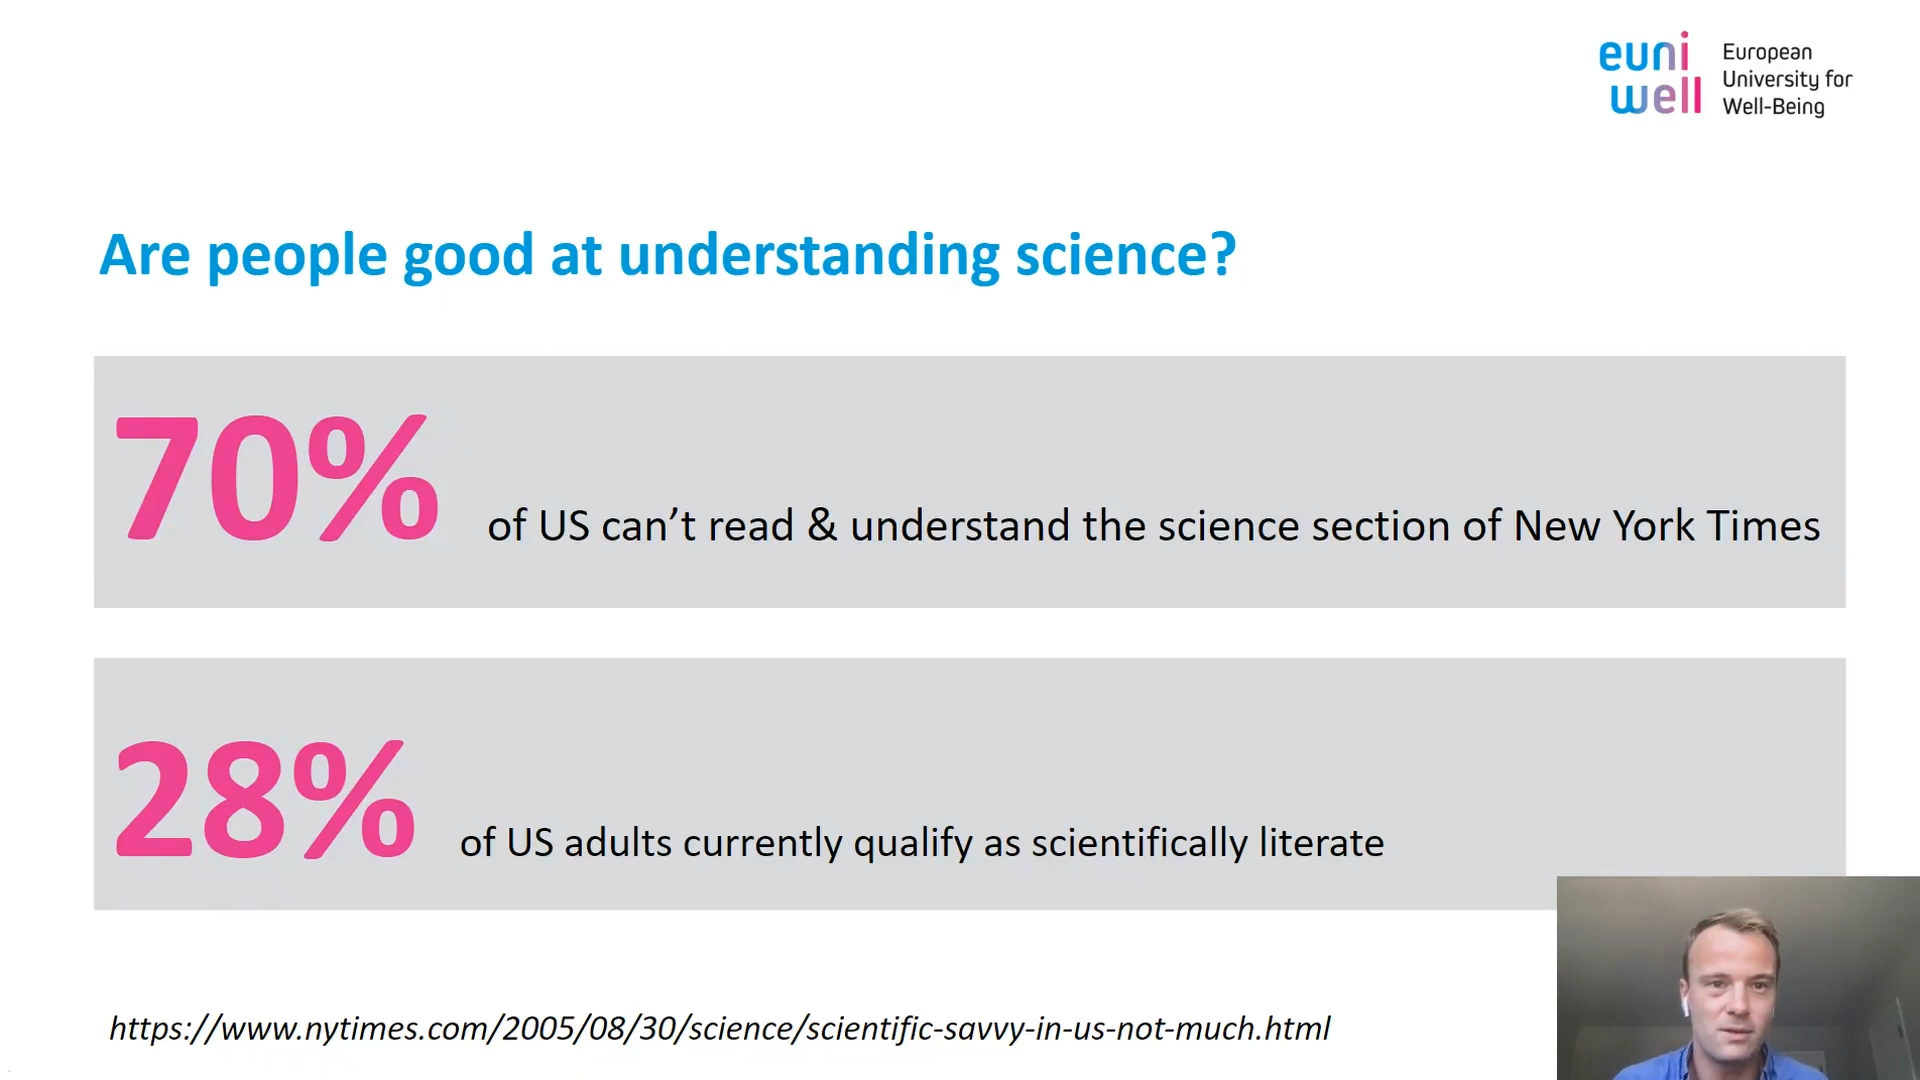 euni
well
European
University for
Well-Being
Are people good at understanding science?
70% of US can’t read & understand the science section of New York Times
28% of US adults currently qualify as scientifically literate
https://www.nytimes.com/2005/08/30/science/scientific-savvy-in-us-not-much.html